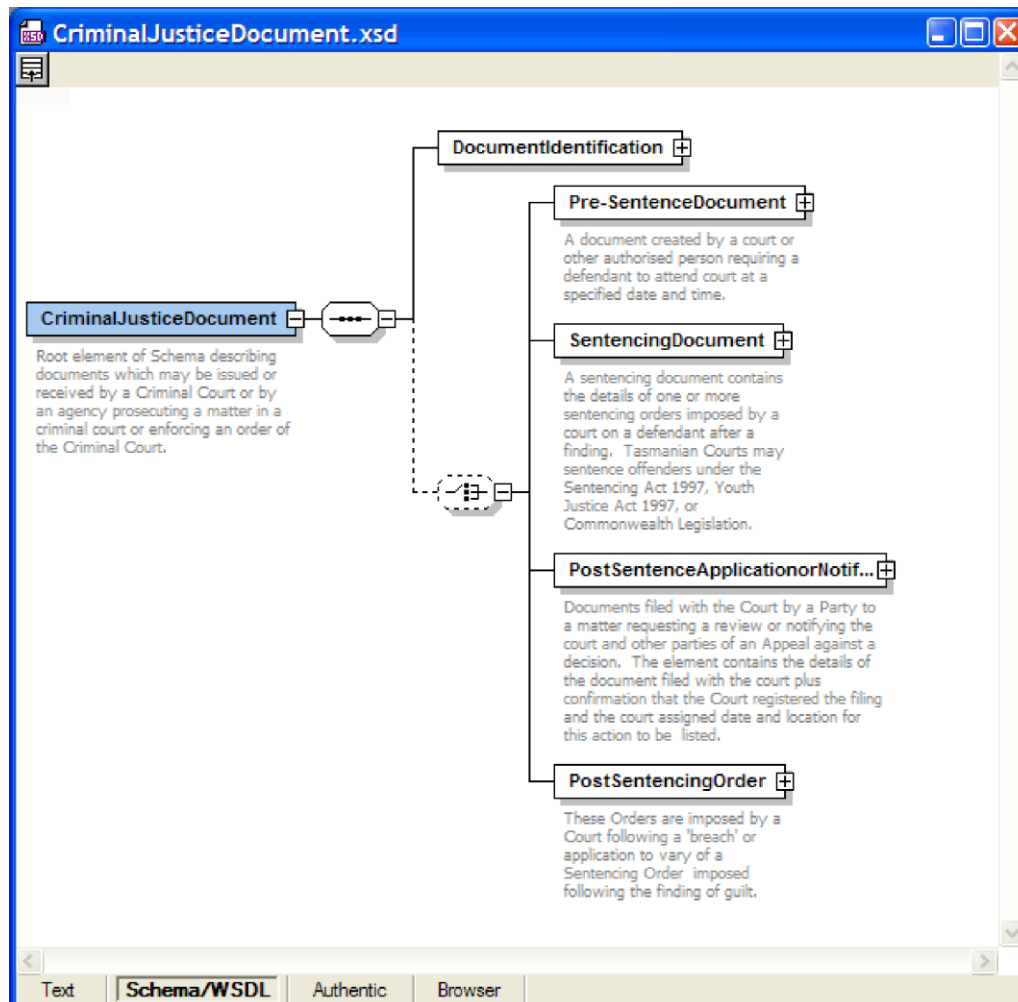 CriminalJusticeDocument.xsd
DocumentIdentification
Pre-SentenceDocument
A document created by a court or
other authorised person requiring a
defendant to attend court at a
specified date and time.
CriminalJusticeDocument
Root element of Schema describing
documents which may be issued or
received by a Criminal Court or by
an agency prosecuting a matter in a
criminal court or enforcing an order of
the Criminal Court.
SentencingDocument
A sentencing document contains
the details of one or more
sentencing orders imposed by a
court on a defendant after a
finding. Tasmanian Courts may
sentence offenders under the
Sentencing Act 1997, Youth
Justice Act 1997, or
Commonwealth Legislation.
PostSentenceApplicationorNotif...
Documents filed with the Court by a Party to
a matter requesting a review or notifying the
court and other parties of an Appeal against a
decision. The element contains the details of
the document filed with the court plus
confirmation that the Court registered the filing
and the court assigned date and location for
this action to be listed.
PostSentencingOrder
These Orders are imposed by a
Court following a 'breach' or
application to vary of a
Sentencing Order imposed
following the finding of guilt.
Text Schema/WSDL Authentic Browser